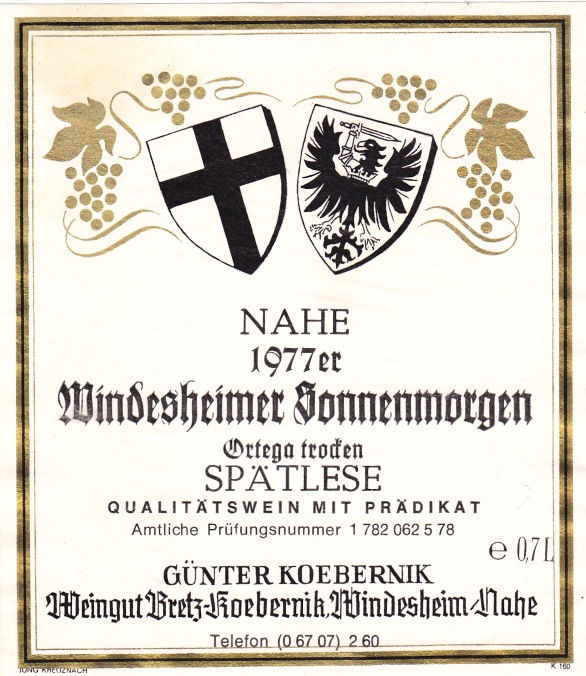 NAHE
1977er
Windesheimer Sonnenmorgen
Ortega trocken
SPÄTLESE
QUALITÄTSWEIN MIT PRÄDIKAT
Amtliche Prüfungsnummer 1 782 062 5 78
e 0,7 L
GÜNTER KOEBERNIK
Weingut Bretz-Koebernik, Windesheim-Nahe
Telefon (0 67 07) 2 60
JUNG KREUZNACH
K 160